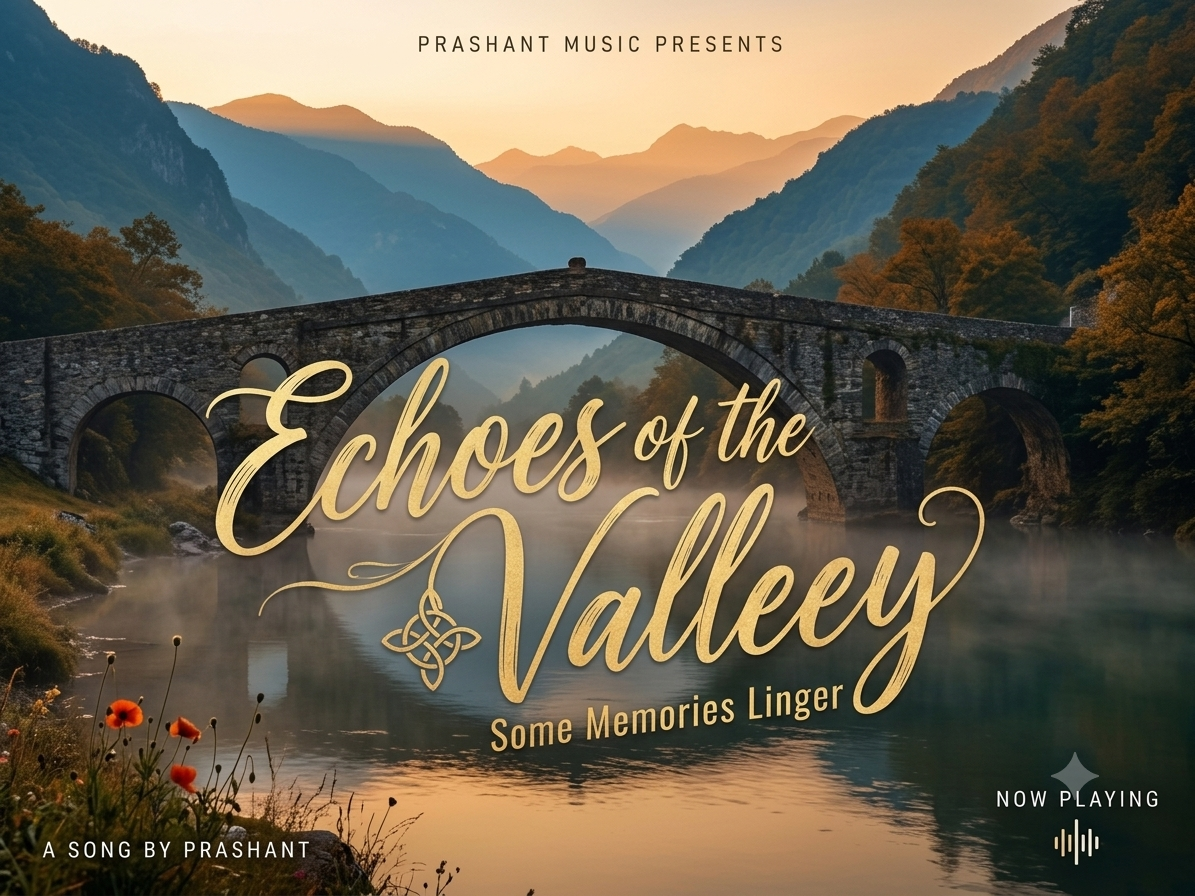 PRASHANT MUSIC PRESENTS
Echoes of the
Valleey
Some Memories Linger
NOW PLAYING
A SONG BY PRASHANT